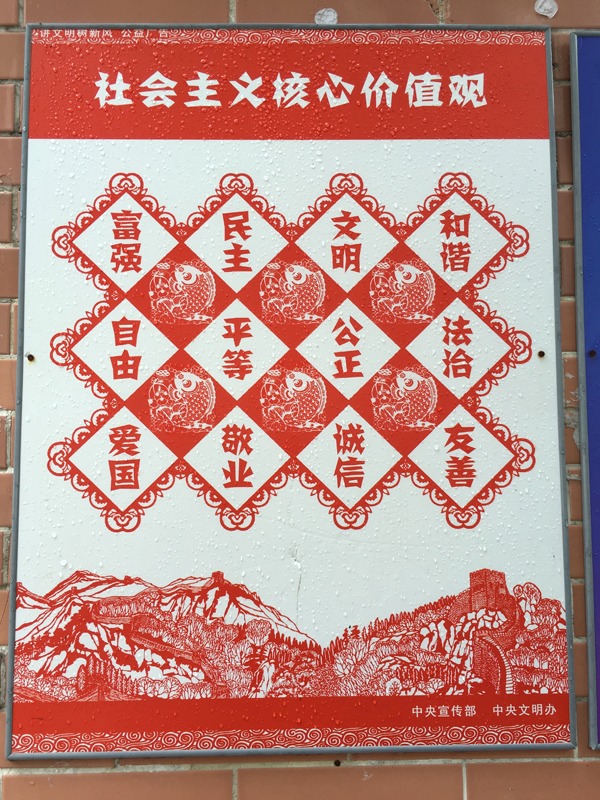 讲文明树新风 公益广告
社会主义核心价值观
富强 民主 文明 和谐
自由 平等 公正 法治
爱国 敬业 诚信 友善
中央宣传部 中央文明办